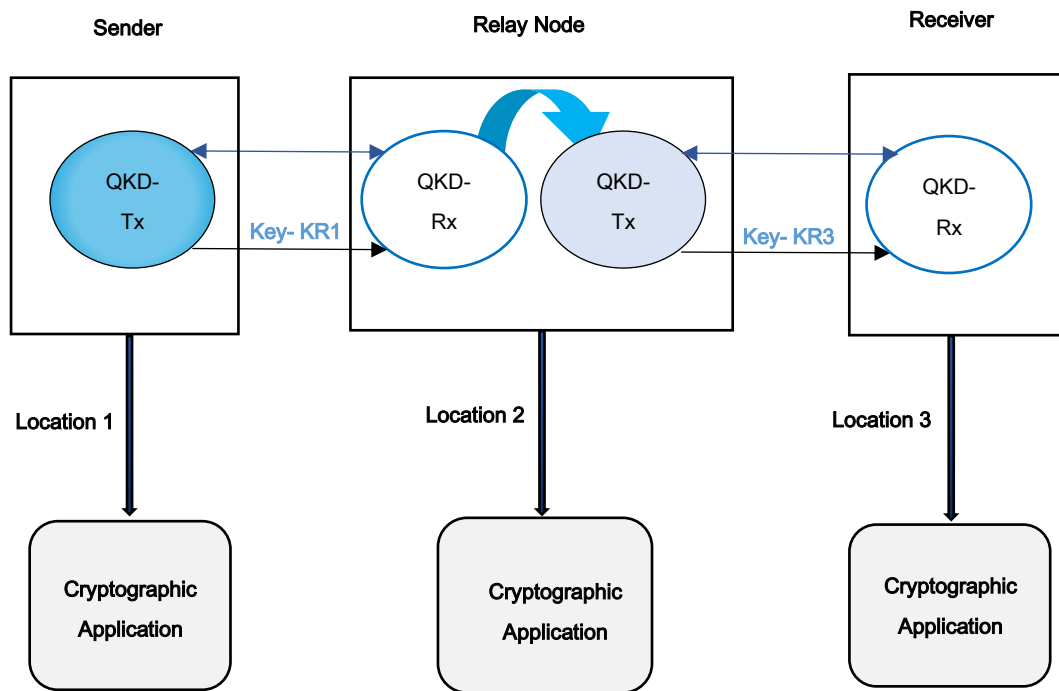 Sender
Relay Node
Receiver
QKD-
Tx
QKD-
Rx
QKD-
Tx
QKD-
Rx
Key- KR1
Key- KR3
Location 1
Location 2
Location 3
Cryptographic
Application
Cryptographic
Application
Cryptographic
Application